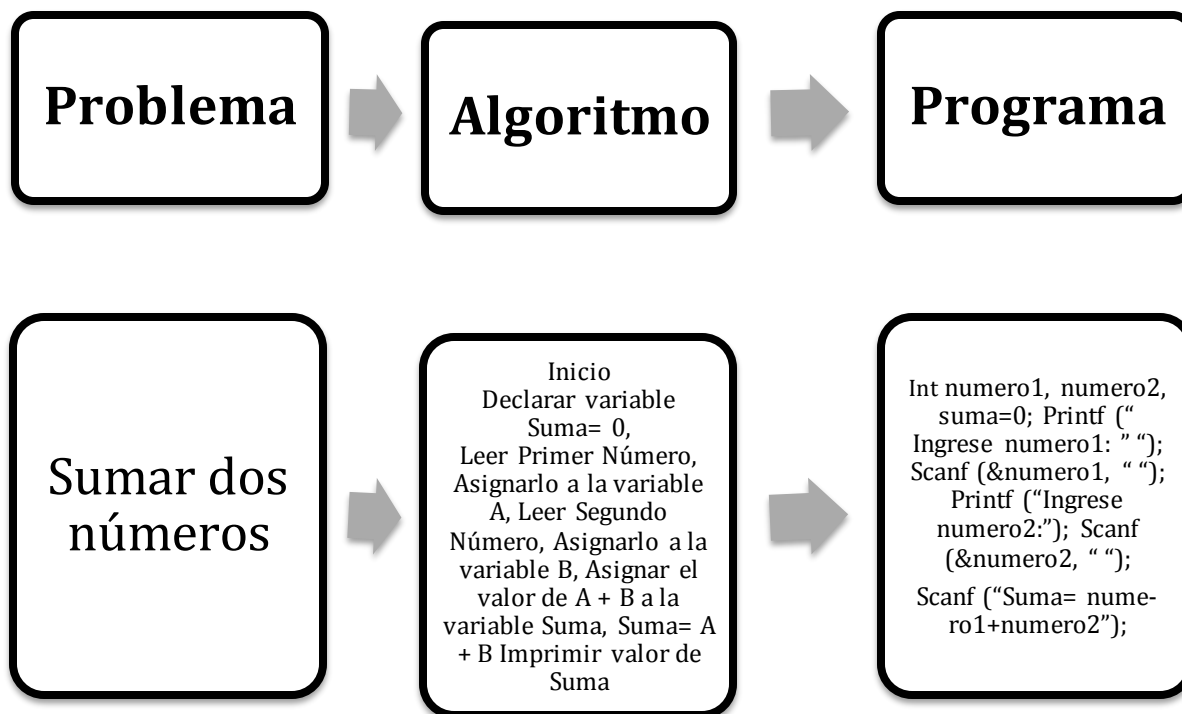 Problema
Algoritmo
Programa
Sumar dos
números
Inicio
Declarar variable
Suma= 0,
Leer Primer Número,
Asignarlo a la variable
A, Leer Segundo
Número, Asignarlo a la
variable B, Asignar el
valor de A + B a la
variable Suma, Suma= A
+ B Imprimir valor de
Suma
Int numero1, numero2,
suma=0; Printf (“
Ingrese numero1: ” “);
Scanf (&numero1, “ “);
Printf (“Ingrese
numero2:”); Scanf
(&numero2, “ “);
Scanf (“Suma= nume-
ro1+numero2”);